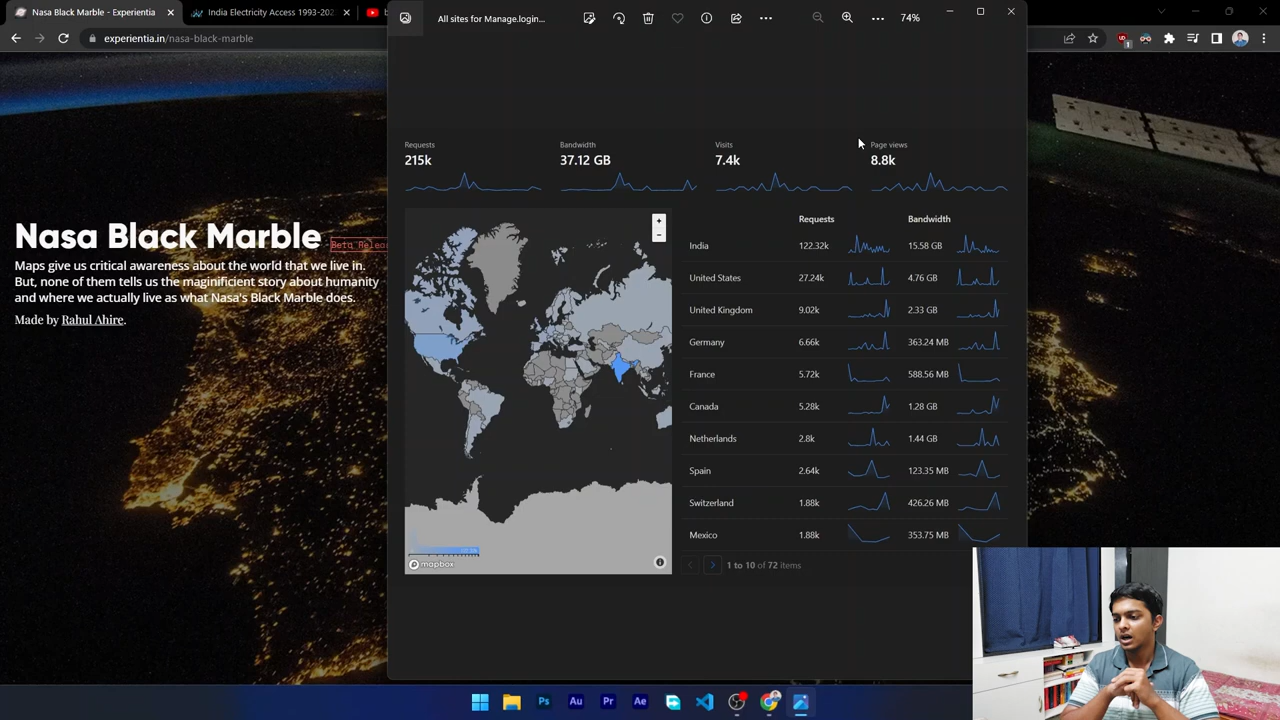 Nasa Black Marble - Experientia
India Electricity Access 1993-202
experientia.in/nasa-black-marble
All sites for Manage.login...
74%
1
Nasa Black Marble
Beta Relea
Maps give us critical awareness about the world that we live in.
But, none of them tells us the maginificient story about humanity
and where we actually live as what Nasa's Black Marble does.
Made by Rahul Ahire.
Requests
215k
Bandwidth
37.12 GB
Visits
7.4k
Page views
8.8k
Requests Bandwidth
India 122.32k 15.58 GB
United States 27.24k 4.76 GB
United Kingdom 9.02k 2.33 GB
Germany 6.66k 363.24 MB
France 5.72k 588.56 MB
Canada 5.28k 1.28 GB
Netherlands 2.8k 1.44 GB
Spain 2.64k 123.35 MB
Switzerland 1.88k 426.26 MB
Mexico 1.88k 353.75 MB
mapbox
1 to 10 of 72 items
Ps Au Pr Ae